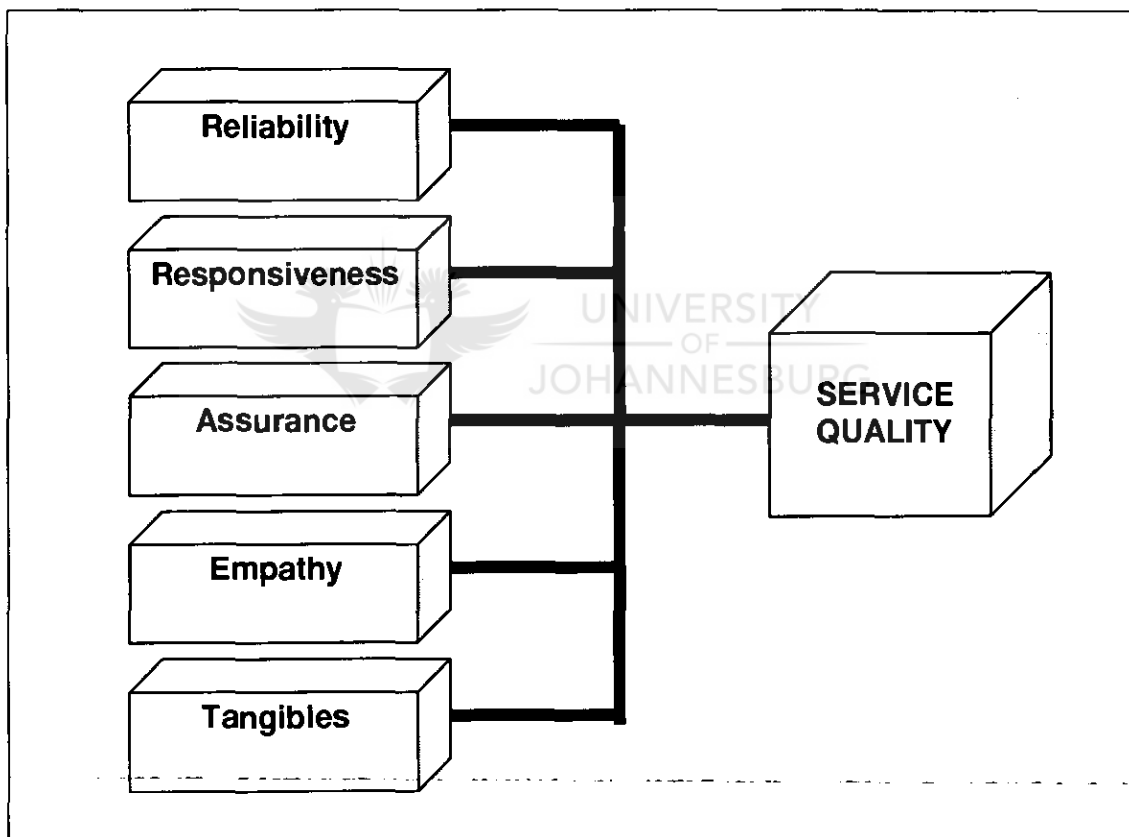 Reliability
Responsiveness
Assurance
Empathy
Tangibles
SERVICE
QUALITY
UNIVERSITY
OF
JOHANNESBURG